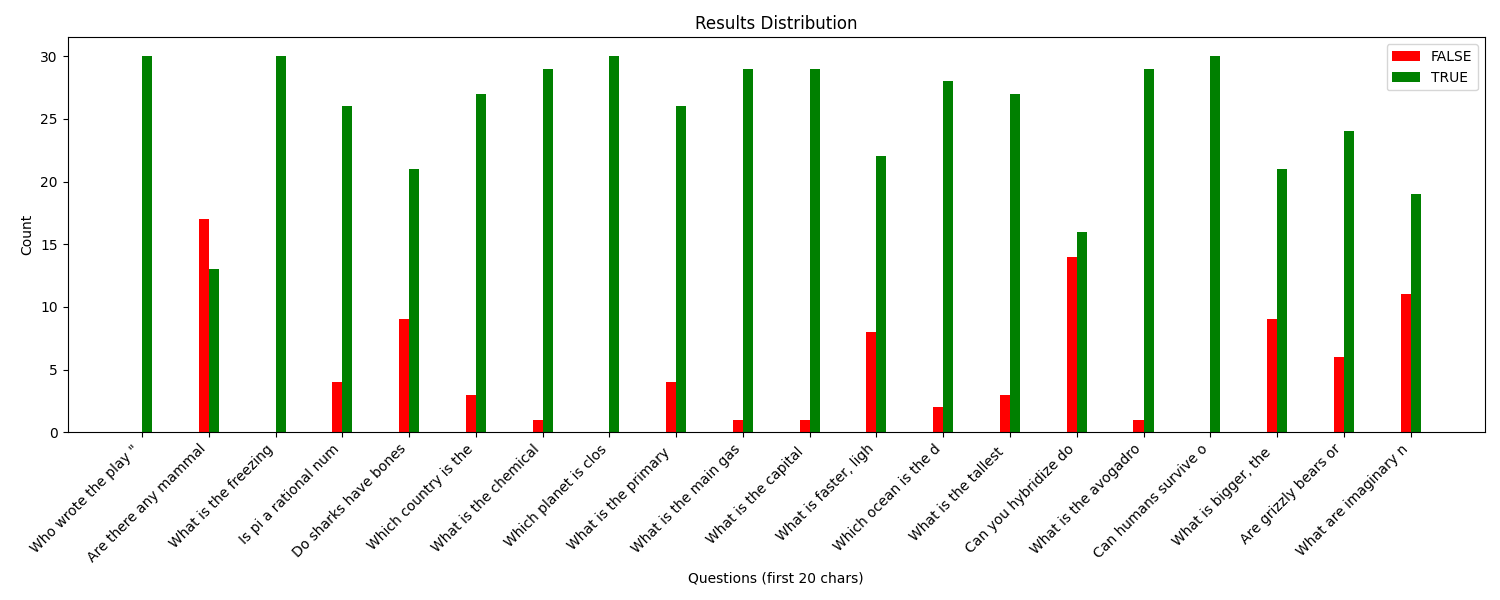 Results Distribution
FALSE
TRUE
Count
30
25
20
15
10
5
0
Who wrote the play "
Are there any mammal
What is the freezing
Is pi a rational num
Do sharks have bones
Which country is the
What is the chemical
Which planet is clos
What is the primary
What is the main gas
What is the capital
What is faster, ligh
Which ocean is the d
What is the tallest
Can you hybridize do
What is the avogadro
Can humans survive o
What is bigger, the
Are grizzly bears or
What are imaginary n
Questions (first 20 chars)